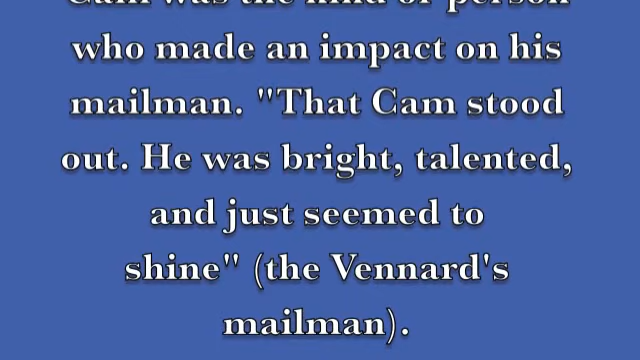 Cam was the kind of person
who made an impact on his
mailman. "That Cam stood
out. He was bright, talented,
and just seemed to
shine" (the Vennard's
mailman).